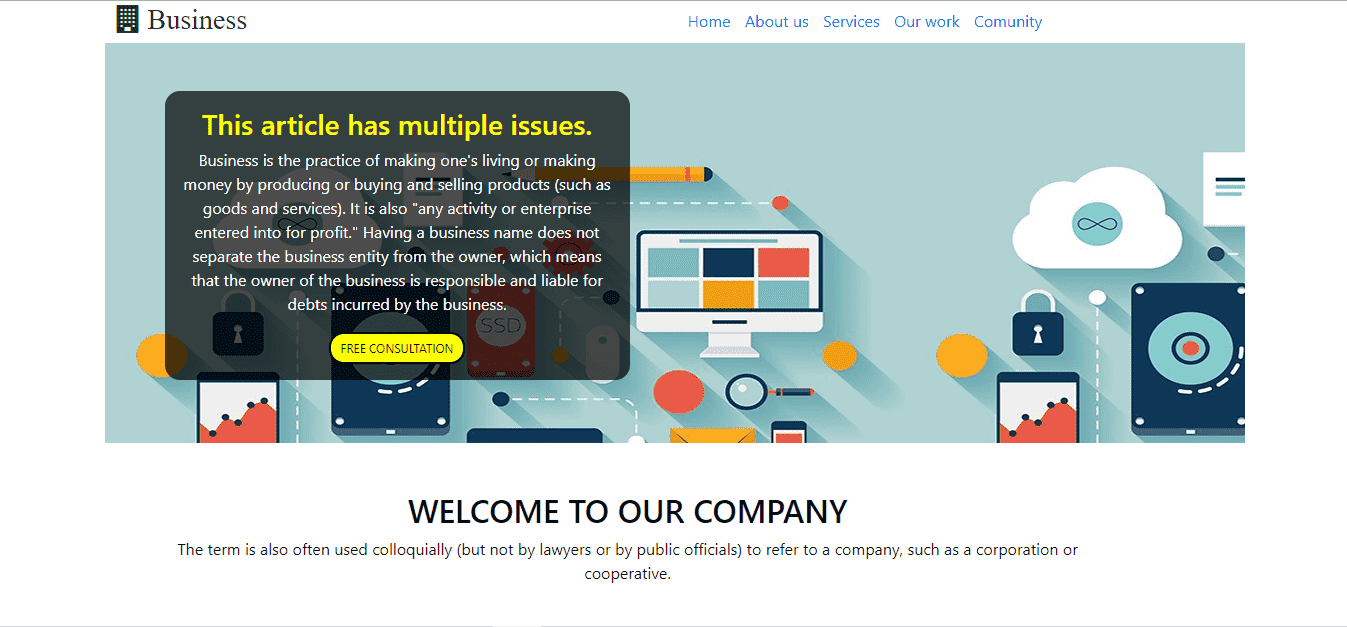 Business
Home About us Services Our work Comunity
This article has multiple issues.
Business is the practice of making one's living or making
money by producing or buying and selling products (such as
goods and services). It is also "any activity or enterprise
entered into for profit." Having a business name does not
separate the business entity from the owner, which means
that the owner of the business is responsible and liable for
debts incurred by the business.
SSD
FREE CONSULTATION
WELCOME TO OUR COMPANY
The term is also often used colloquially (but not by lawyers or by public officials) to refer to a company, such as a corporation or
cooperative.